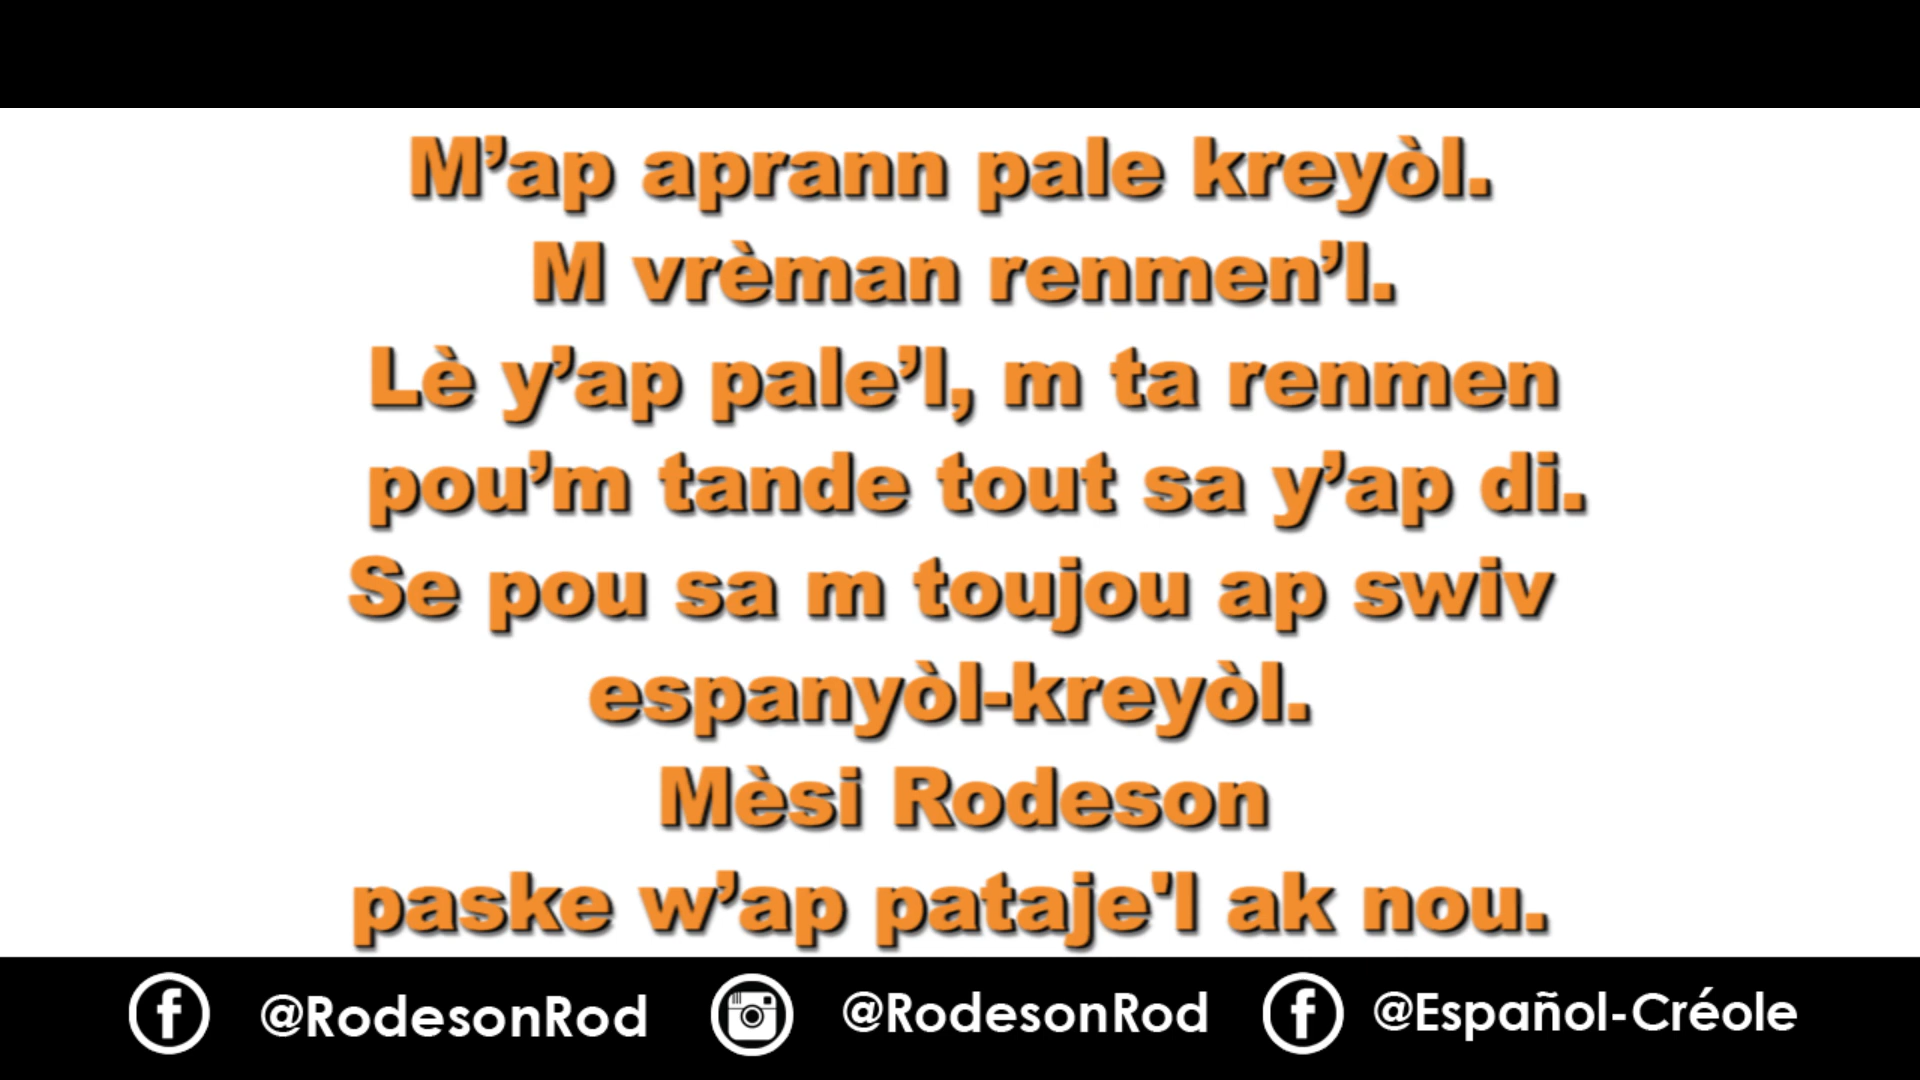 M’ap aprann pale kreyòl.
M vrèman renmen’l.
Lè y’ap pale’l, m ta renmen
pou’m tande tout sa y’ap di.
Se pou sa m toujou ap swiv
espanyòl-kreyòl.
Mèsi Rodeson
paske w’ap pataje'l ak nou.
@RodesonRod @RodesonRod @Español-Créole